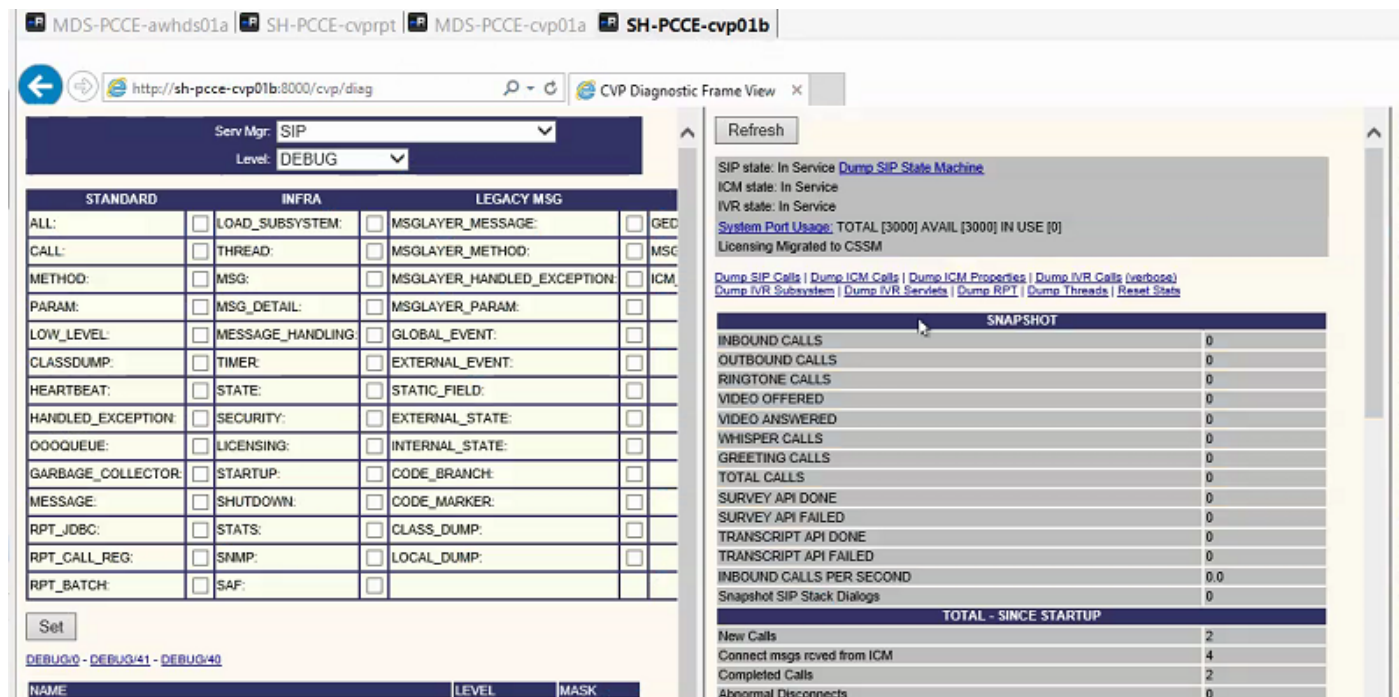 MDS-PCCE-awhds01a SH-PCCE-cvprpt MDS-PCCE-cvp01a SH-PCCE-cvp01b
http://sh-pcce-cvp01b:8000/cvp/diag CVP Diagnostic Frame View
Serv Mgr: SIP
Level: DEBUG
STANDARD INFRA LEGACY MSG
ALL: LOAD_SUBSYSTEM: MSGLAYER_MESSAGE: GED
CALL: THREAD: MSGLAYER_METHOD: MSG
METHOD: MSG: MSGLAYER_HANDLED_EXCEPTION: ICM_
PARAM: MSG_DETAIL: MSGLAYER_PARAM:
LOW_LEVEL: MESSAGE_HANDLING: GLOBAL_EVENT:
CLASSDUMP: TIMER: EXTERNAL_EVENT:
HEARTBEAT: STATE: STATIC_FIELD:
HANDLED_EXCEPTION: SECURITY: EXTERNAL_STATE:
OOOQUEUE: LICENSING: INTERNAL_STATE:
GARBAGE_COLLECTOR: STARTUP: CODE_BRANCH:
MESSAGE: SHUTDOWN: CODE_MARKER:
RPT_JDBC: STATS: CLASS_DUMP:
RPT_CALL_REG: SNMP: LOCAL_DUMP:
RPT_BATCH: SAF:
Set
DEBUG/0 - DEBUG/41 - DEBUG/40
NAME LEVEL MASK
Refresh
SIP state: In Service Dump SIP State Machine
ICM state: In Service
IVR state: In Service
System Port Usage: TOTAL [3000] AVAIL [3000] IN USE [0]
Licensing Migrated to CSSM
Dump SIP Calls | Dump ICM Calls | Dump ICM Properties | Dump IVR Calls (verbose)
Dump IVR Subsystem | Dump IVR Servlets | Dump RPT | Dump Threads | Reset Stats
SNAPSHOT
INBOUND CALLS 0
OUTBOUND CALLS 0
RINGTONE CALLS 0
VIDEO OFFERED 0
VIDEO ANSWERED 0
WHISPER CALLS 0
GREETING CALLS 0
TOTAL CALLS 0
SURVEY API DONE 0
SURVEY API FAILED 0
TRANSCRIPT API DONE 0
TRANSCRIPT API FAILED 0
INBOUND CALLS PER SECOND 0.0
Snapshot SIP Stack Dialogs 0
TOTAL - SINCE STARTUP
New Calls 2
Connect msgs rcved from ICM 4
Completed Calls 2
Abnormal Disconnects 0